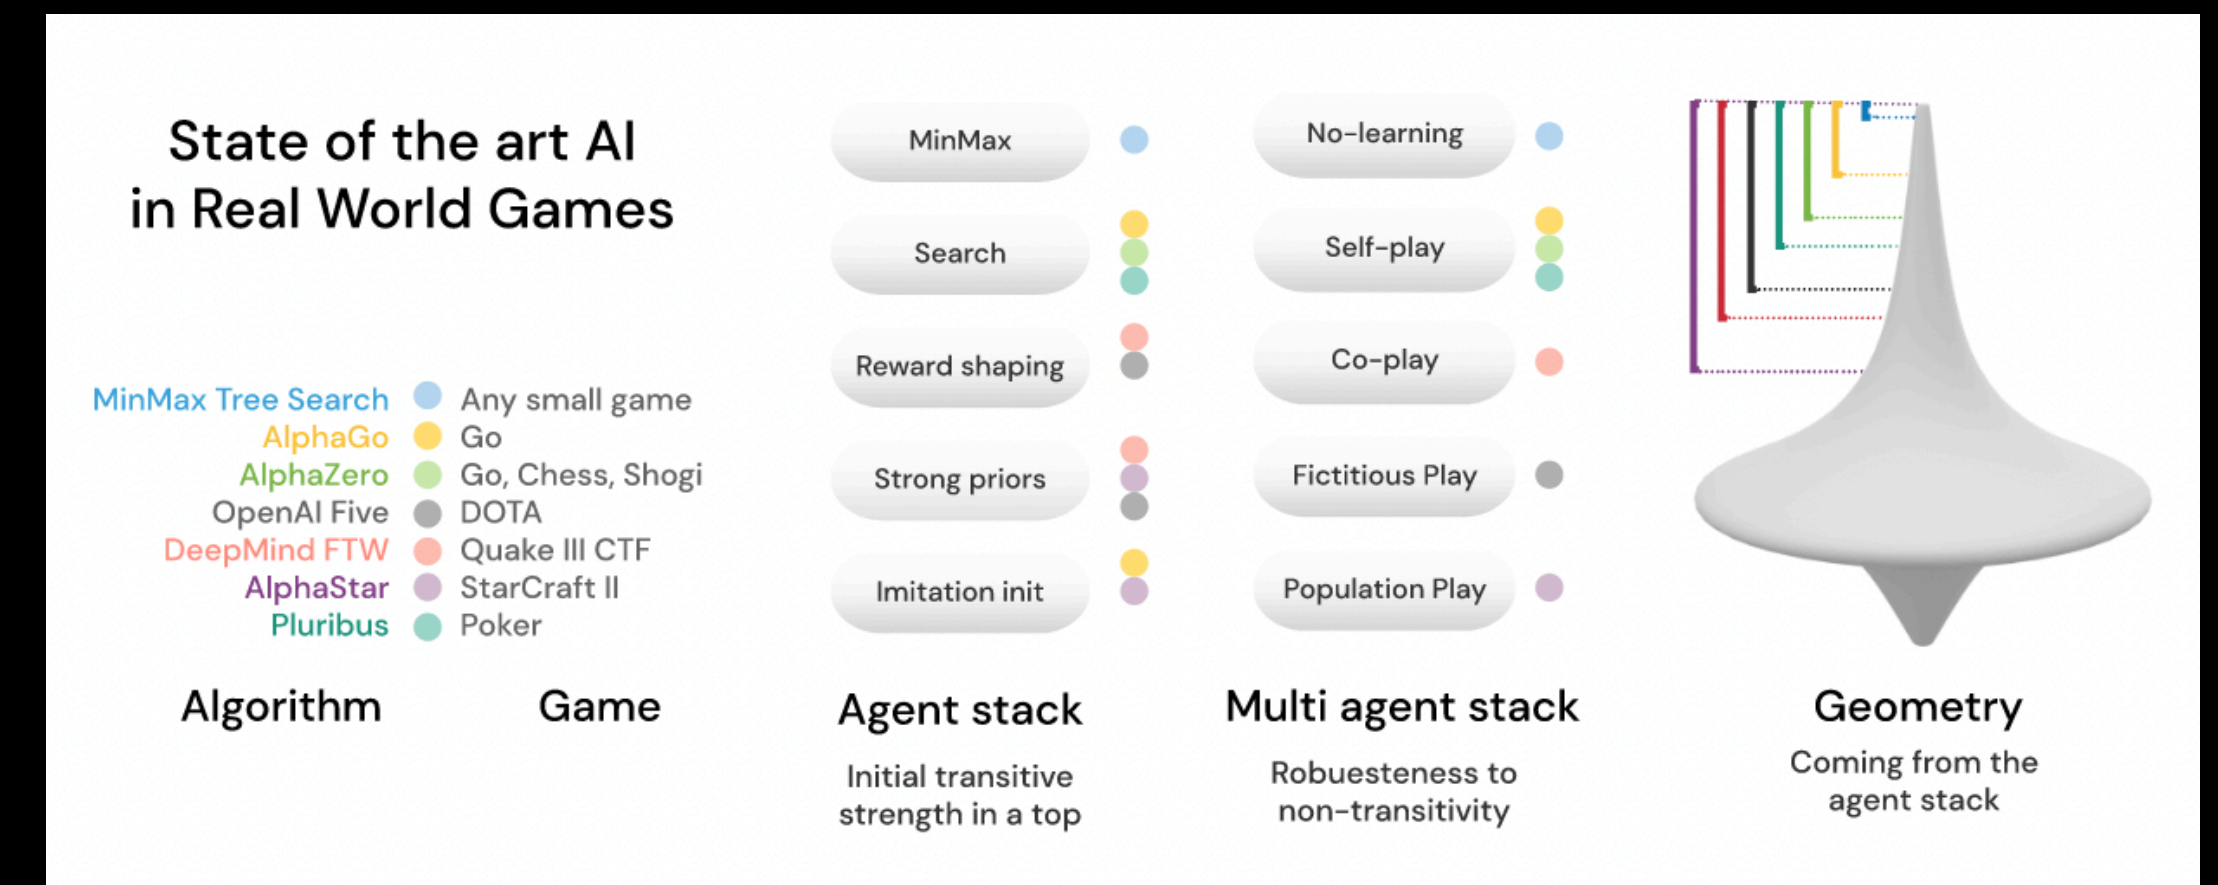 State of the art AI
in Real World Games
MinMax Tree Search Any small game
AlphaGo Go
AlphaZero Go, Chess, Shogi
OpenAI Five DOTA
DeepMind FTW Quake III CTF
AlphaStar StarCraft II
Pluribus Poker
Algorithm Game
MinMax
Search
Reward shaping
Strong priors
Imitation init
Agent stack
Initial transitive
strength in a top
No-learning
Self-play
Co-play
Fictitious Play
Population Play
Multi agent stack
Robuesteness to
non-transitivity
Geometry
Coming from the
agent stack